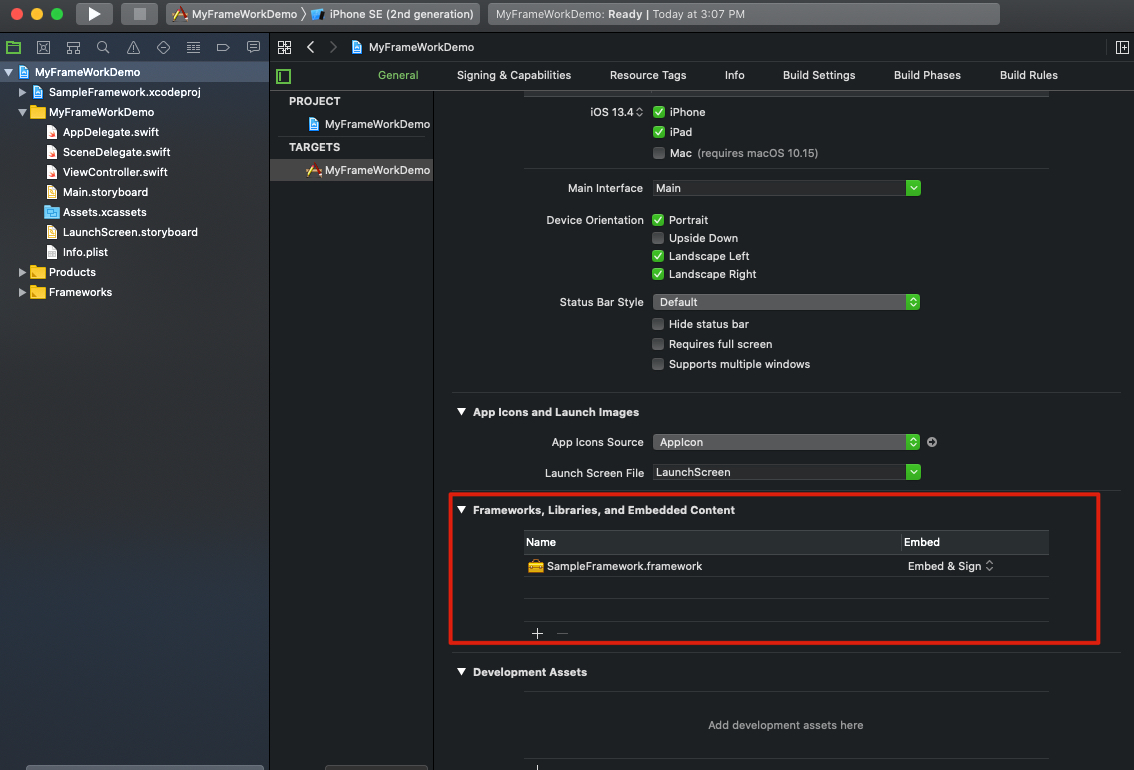 MyFrameWorkDemo iPhone SE (2nd generation) MyFrameWorkDemo: Ready | Today at 3:07 PM
MyFrameWorkDemo
General Signing & Capabilities Resource Tags Info Build Settings Build Phases Build Rules
MyFrameWorkDemo
SampleFramework.xcodeproj
MyFrameWorkDemo
AppDelegate.swift
SceneDelegate.swift
ViewController.swift
Main.storyboard
Assets.xcassets
LaunchScreen.storyboard
Info.plist
Products
Frameworks
PROJECT
MyFrameWorkDemo
TARGETS
MyFrameWorkDemo
iOS 13.4 iPhone
iPad
Mac (requires macOS 10.15)
Main Interface Main
Device Orientation Portrait
Upside Down
Landscape Left
Landscape Right
Status Bar Style Default
Hide status bar
Requires full screen
Supports multiple windows
App Icons and Launch Images
App Icons Source AppIcon
Launch Screen File LaunchScreen
Frameworks, Libraries, and Embedded Content
Name Embed
SampleFramework.framework Embed & Sign
Development Assets
Add development assets here